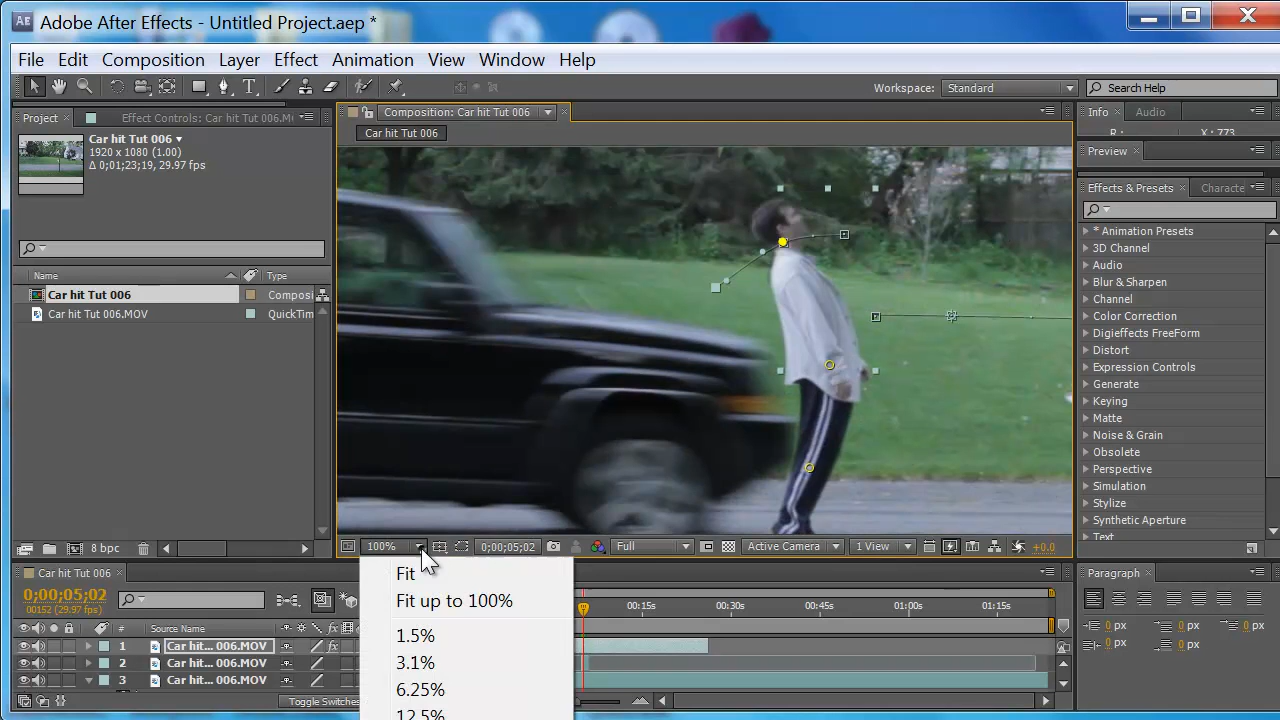 Adobe After Effects - Untitled Project.aep *
File Edit Composition Layer Effect Animation View Window Help
Workspace: Standard Search Help
Project Effect Controls: Car hit Tut 006.M Composition: Car hit Tut 006 Info Audio
Car hit Tut 006
R: X: 773
Car hit Tut 006
1920 x 1080 (1.00)
Δ 0;01;23;19, 29.97 fps
Preview
Effects & Presets Characte
* Animation Presets
3D Channel
Audio
Blur & Sharpen
Channel
Color Correction
Digieffects FreeForm
Distort
Expression Controls
Generate
Keying
Matte
Noise & Grain
Obsolete
Perspective
Simulation
Stylize
Synthetic Aperture
Text
Name Type
Car hit Tut 006 Composi
Car hit Tut 006.MOV QuickTim
8 bpc
100% 0;00;05;02 Full Active Camera 1 View +0.0
Fit
Fit up to 100%
1.5%
3.1%
6.25%
12.5%
Car hit Tut 006
0;00;05;02
00152 (29.97 fps)
00:15s 00:30s 00:45s 01:00s 01:15s
# Source Name
1 Car hit... 006.MOV
2 Car hit... 006.MOV
3 Car hit... 006.MOV
Toggle Switches
Paragraph
0 px 0 px 0 px
0 px 0 px